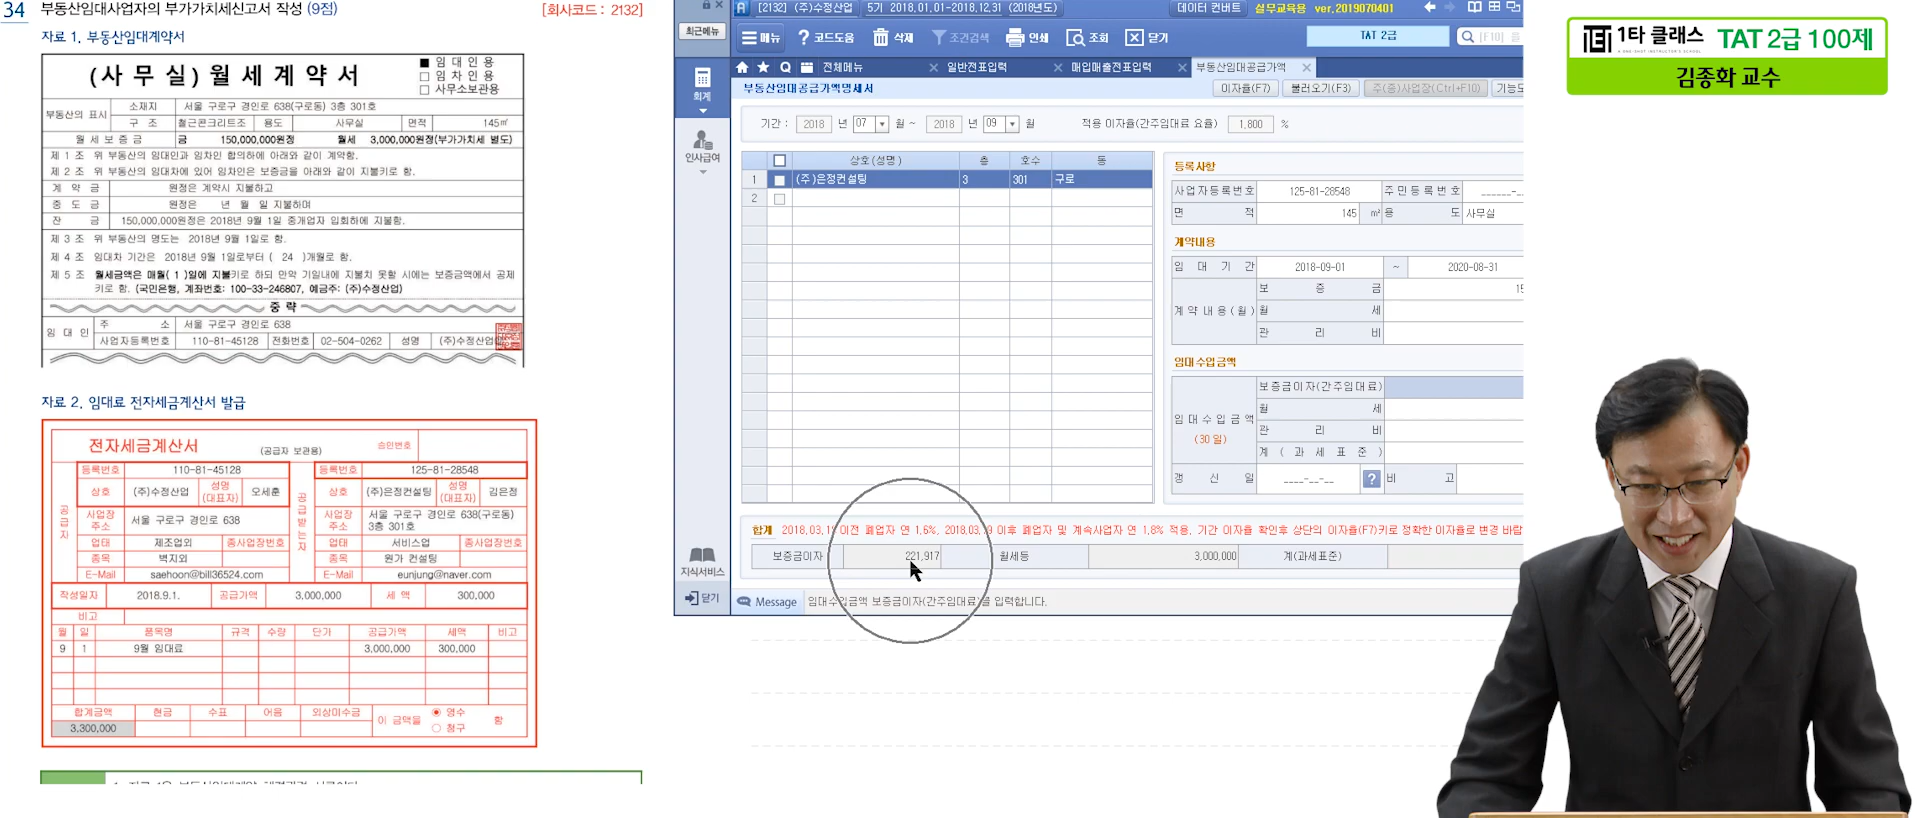 34 부동산임대사업자의 부가가치세신고서 작성 (9점) [회사코드 : 2132]
자료 1. 부동산임대계약서
(사 무 실) 월 세 계 약 서
■ 임 대 인 용
□ 임 차 인 용
□ 사무소보관용
부동산의 표시 소재지 서울 구로구 경인로 638(구로동) 3층 301호
구 조 철근콘크리트조 용도 사무실 면적 145㎡
월 세 보 증 금 금 150,000,000원정 월세 3,000,000원정(부가가치세 별도)
제 1 조 위 부동산의 임대인과 임차인 합의하에 아래와 같이 계약함.
제 2 조 위 부동산의 임대차에 있어 임차인은 보증금을 아래와 같이 지불키로 함.
계 약 금 원정은 계약시 지불하고
중 도 금 원정은 년 월 일 지불하며
잔 금 150,000,000원정은 2018년 9월 1일 중개업자 입회하에 지불함.
제 3 조 위 부동산의 명도는 2018년 9월 1일로 함.
제 4 조 임대차 기간은 2018년 9월 1일로부터 ( 24 )개월로 함.
제 5 조 월세금액은 매월( 1 )일에 지불키로 하되 만약 기일내에 지불치 못할 시에는 보증금액에서 공제
키로 함. (국민은행, 계좌번호: 100-33-246807, 예금주: (주)수정산업)
중 략
임 대 인 주 소 서울 구로구 경인로 638
사업자등록번호 110-81-45128 전화번호 02-504-0262 성명 (주)수정산업
자료 2. 임대료 전자세금계산서 발급
전자세금계산서 (공급자 보관용) 승인번호
공급자 등록번호 110-81-45128 공급받는자 등록번호 125-81-28548
상호 (주)수정산업 성명(대표자) 오세훈 상호 (주)은정컨설팅 성명(대표자) 김은정
사업장주소 서울 구로구 경인로 638 사업장주소 서울 구로구 경인로 638(구로동) 3층 301호
업태 제조업외 종사업장번호 업태 서비스업 종사업장번호
종목 벽지외 종목 원가 컨설팅
E-Mail saehoon@bill36524.com E-Mail eunjung@naver.com
작성일자 2018.9.1. 공급가액 3,000,000 세 액 300,000
비고
월 일 품목명 규격 수량 단가 공급가액 세액 비고
9 1 9월 임대료 3,000,000 300,000
합계금액 현금 수표 어음 외상미수금 이 금액을 ◉ 영수 ○ 청구 함
3,300,000
[2132] (주)수정산업 5기 2018.01.01~2018.12.31 (2018년도) 데이터 컨버트 실무교육용 ver.2019070401
최근메뉴 메뉴 ? 코드도움 삭제 조건검색 인쇄 조회 닫기 TAT 2급 [F10]
전체메뉴 일반전표입력 매입매출전표입력 부동산임대공급가액
회계
인사급여
지식서비스
닫기
부동산임대공급가액명세서 이자율(F7) 불러오기(F3) 주(종)사업장(Ctrl+F10)
기간 : 2018 년 07 월 ~ 2018 년 09 월 적용 이자율(간주임대료 요율) 1,800 %
상호(성명) 층 호수 동
1 (주)은정컨설팅 3 301 구로
2
등록사항
사업자등록번호 125-81-28548 주민등록번호 ______-_
면 적 145 ㎡ 용 도 사무실
계약내용
임 대 기 간 2018-09-01 ~ 2020-08-31
계약내용(월) 보 증 금
월 세
관 리 비
임대수입금액
임대수입금액 (30일) 보증금이자(간주임대료)
월 세
관 리 비
계 ( 과 세 표 준 )
갱 신 일 ____-__-__ ? 비 고
합계 2018.03.19 이전 폐업자 연 1.6%, 2018.03.19 이후 폐업자 및 계속사업자 연 1.8% 적용. 기간 이자율 확인후 상단의 이자율(F7)키로 정확한 이자율로 변경 바람
보증금이자 221,917 월세등 3,000,000 계(과세표준)
Message 임대수입금액 보증금이자(간주임대료)를 입력합니다.
1타 클래스 TAT 2급 100제
김종화 교수